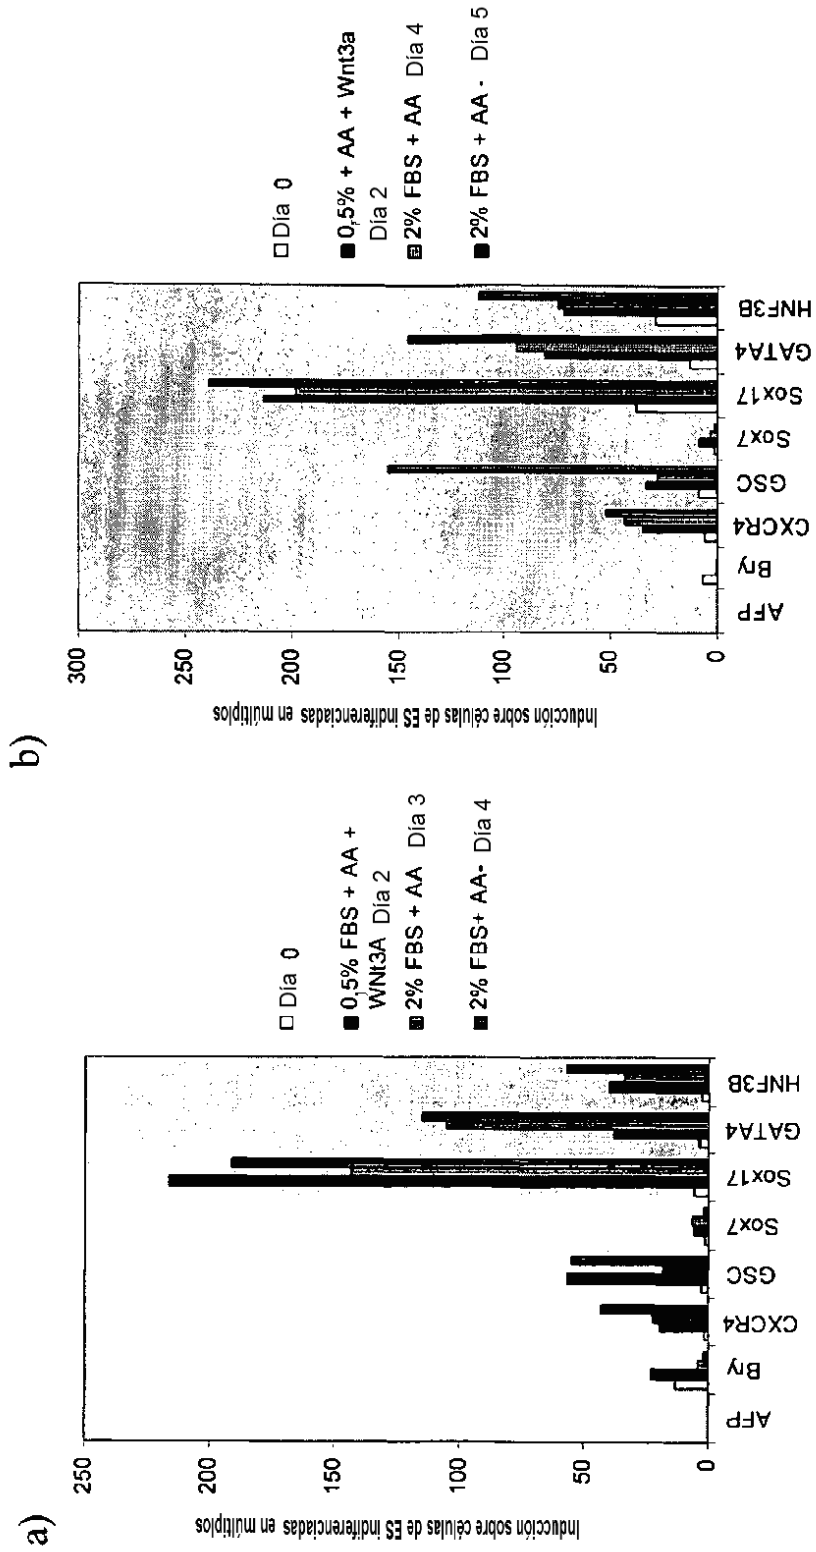 a)
Inducción sobre células de ES indiferenciadas en múltiplos
250
200
150
100
50
0
AFP
Bry
CXCR4
GSC
Sox7
Sox17
GATA4
HNF3B
Día 0
0,5% FBS + AA +
WNt3A Día 2
2% FBS + AA Día 3
2% FBS+ AA- Día 4
b)
Inducción sobre células de ES indiferenciadas en múltiplos
300
250
200
150
100
50
0
AFP
Bry
CXCR4
GSC
Sox7
Sox17
GATA4
HNF3B
Día 0
0,5% + AA + Wnt3a
Día 2
2% FBS + AA Día 4
2% FBS + AA - Día 5